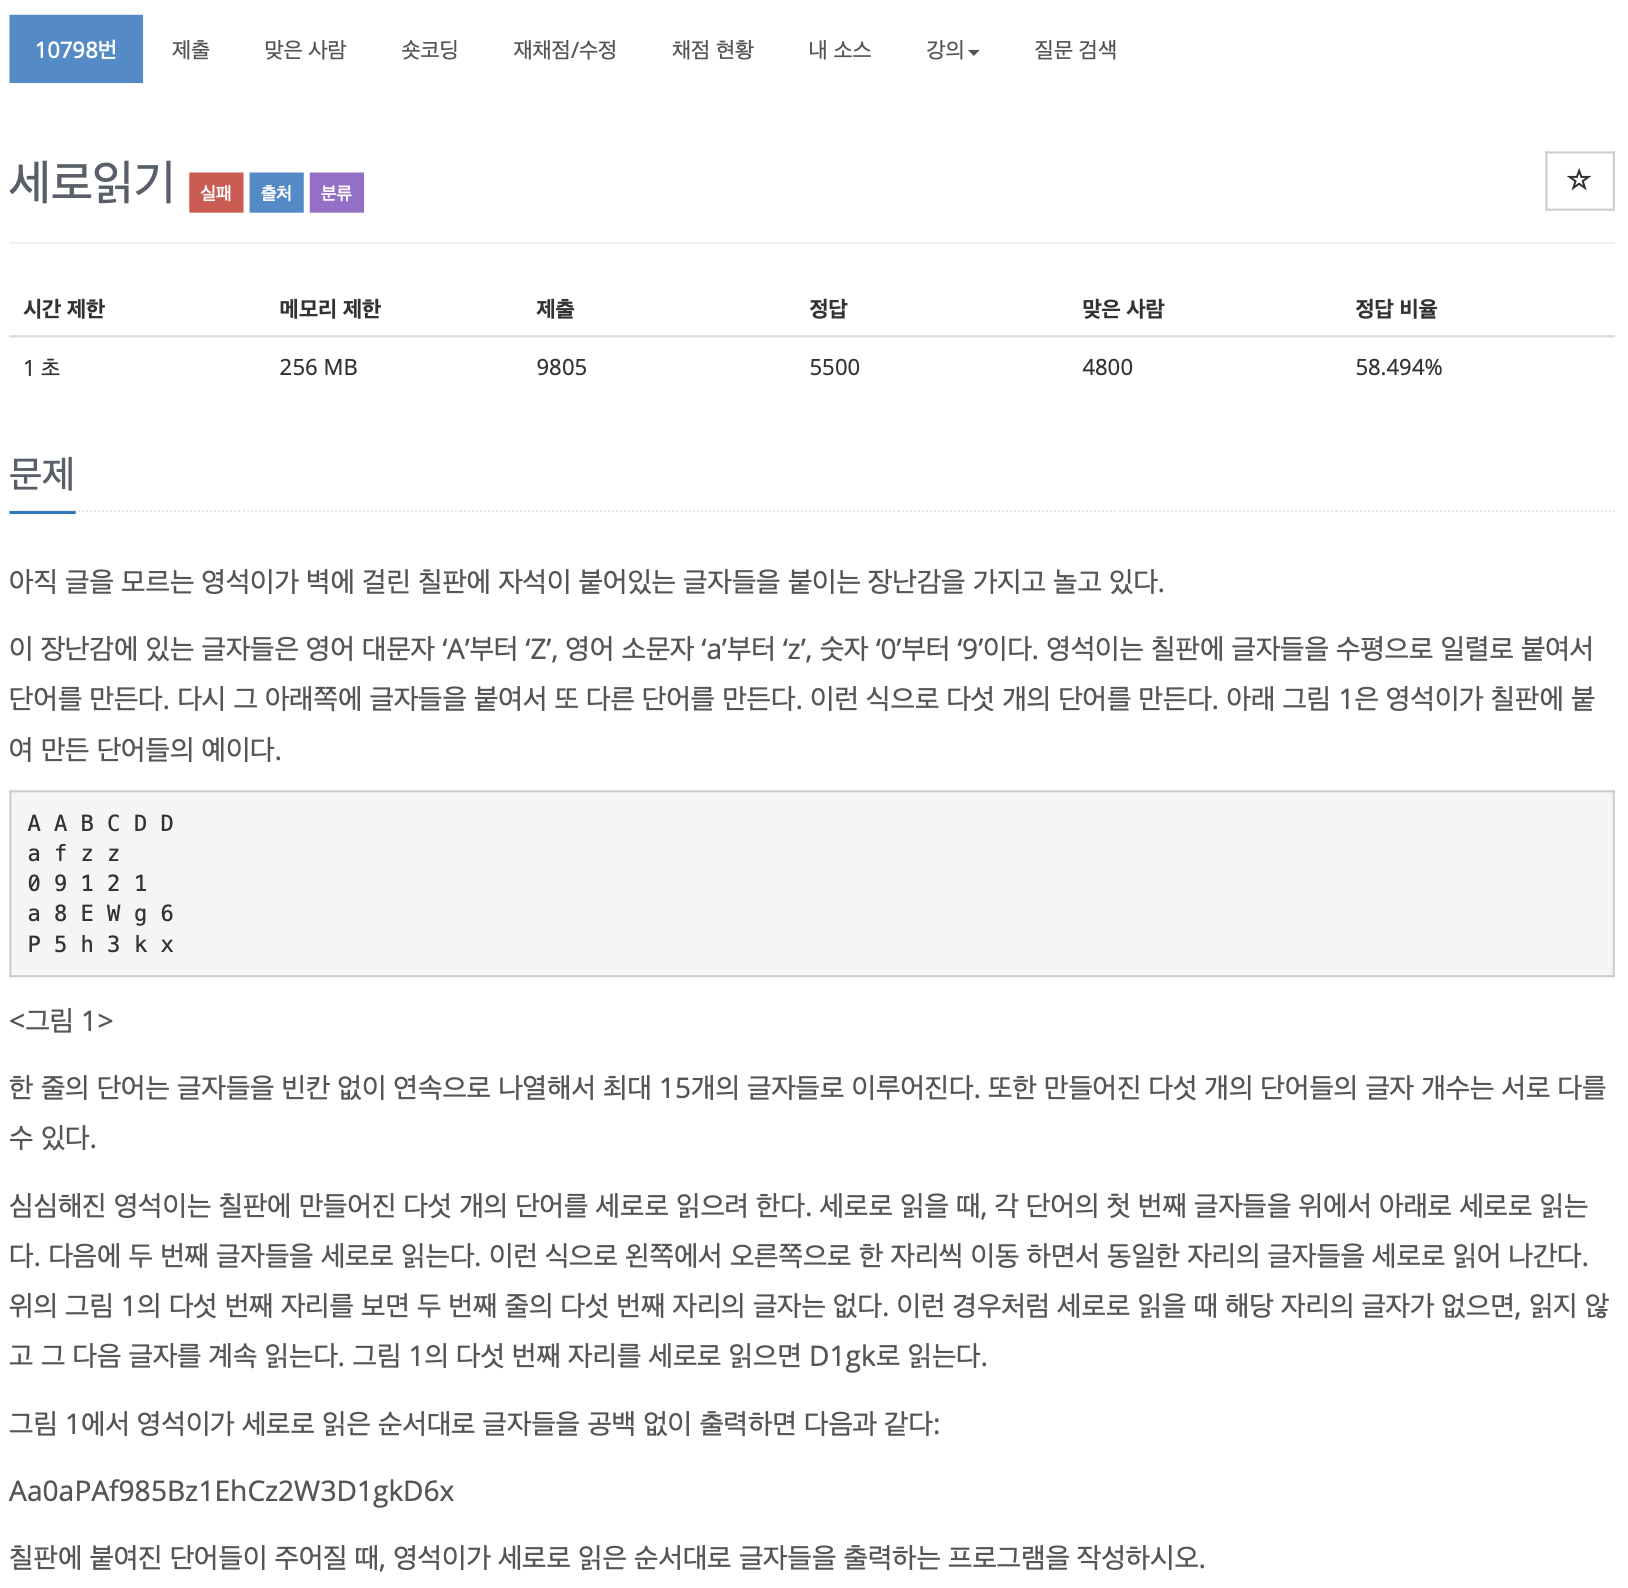 10798번 제출 맞은 사람 숏코딩 재채점/수정 채점 현황 내 소스 강의 질문 검색
세로읽기 실패 출처 분류
시간 제한 메모리 제한 제출 정답 맞은 사람 정답 비율
1 초 256 MB 9805 5500 4800 58.494%
문제
아직 글을 모르는 영석이가 벽에 걸린 칠판에 자석이 붙어있는 글자들을 붙이는 장난감을 가지고 놀고 있다.
이 장난감에 있는 글자들은 영어 대문자 ‘A’부터 ‘Z’, 영어 소문자 ‘a’부터 ‘z’, 숫자 ‘0’부터 ‘9’이다. 영석이는 칠판에 글자들을 수평으로 일렬로 붙여서
단어를 만든다. 다시 그 아래쪽에 글자들을 붙여서 또 다른 단어를 만든다. 이런 식으로 다섯 개의 단어를 만든다. 아래 그림 1은 영석이가 칠판에 붙
여 만든 단어들의 예이다.
A A B C D D
a f z z
0 9 1 2 1
a 8 E W g 6
P 5 h 3 k x
<그림 1>
한 줄의 단어는 글자들을 빈칸 없이 연속으로 나열해서 최대 15개의 글자들로 이루어진다. 또한 만들어진 다섯 개의 단어들의 글자 개수는 서로 다를
수 있다.
심심해진 영석이는 칠판에 만들어진 다섯 개의 단어를 세로로 읽으려 한다. 세로로 읽을 때, 각 단어의 첫 번째 글자들을 위에서 아래로 세로로 읽는
다. 다음에 두 번째 글자들을 세로로 읽는다. 이런 식으로 왼쪽에서 오른쪽으로 한 자리씩 이동 하면서 동일한 자리의 글자들을 세로로 읽어 나간다.
위의 그림 1의 다섯 번째 자리를 보면 두 번째 줄의 다섯 번째 자리의 글자는 없다. 이런 경우처럼 세로로 읽을 때 해당 자리의 글자가 없으면, 읽지 않
고 그 다음 글자를 계속 읽는다. 그림 1의 다섯 번째 자리를 세로로 읽으면 D1gk로 읽는다.
그림 1에서 영석이가 세로로 읽은 순서대로 글자들을 공백 없이 출력하면 다음과 같다:
Aa0aPAf985Bz1EhCz2W3D1gkD6x
칠판에 붙여진 단어들이 주어질 때, 영석이가 세로로 읽은 순서대로 글자들을 출력하는 프로그램을 작성하시오.